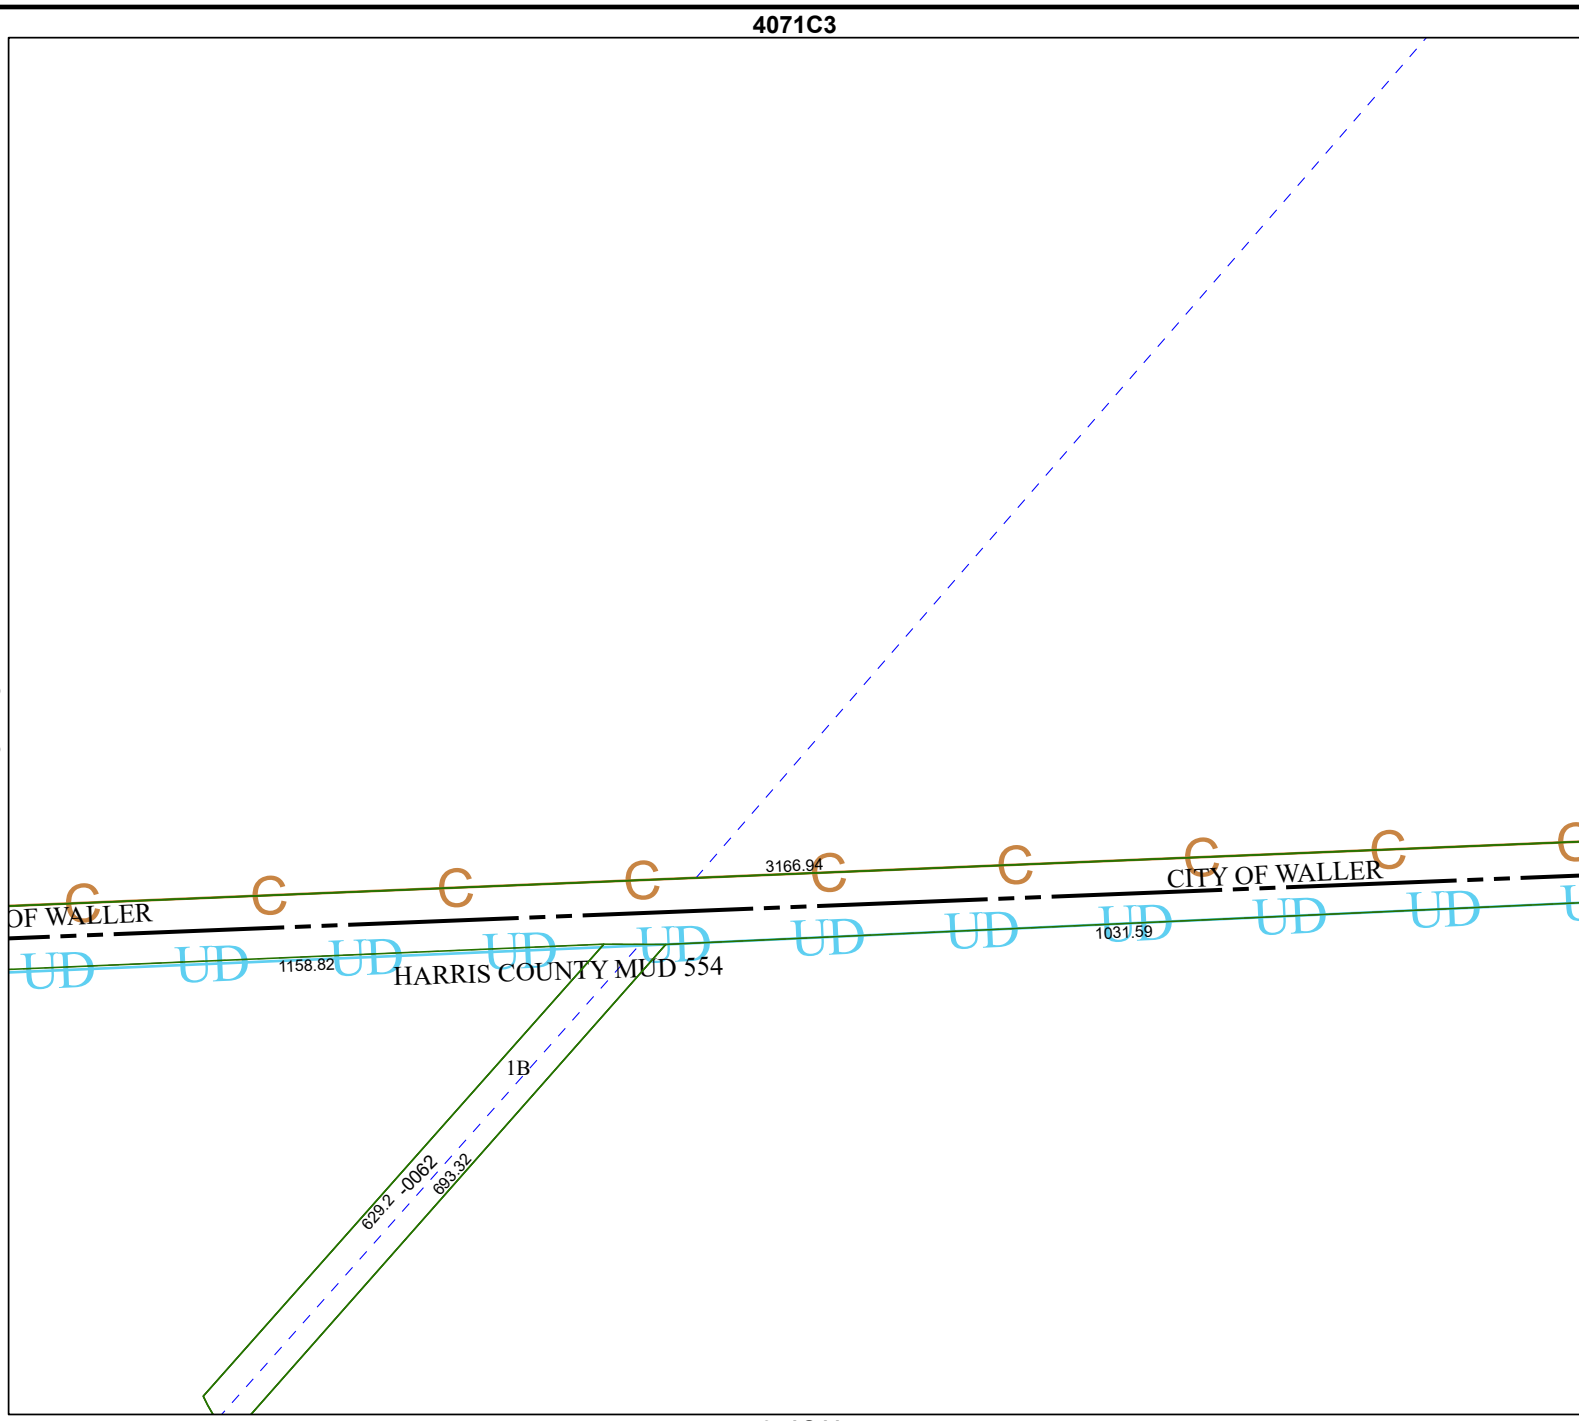 4071C3
C C C C C C C C C
3166.94
CITY OF WALLER
OF WALLER
UD UD UD UD UD UD UD UD UD UD
1031.59
1158.82
HARRIS COUNTY MUD 554
1B
-0062
629.2
693.32